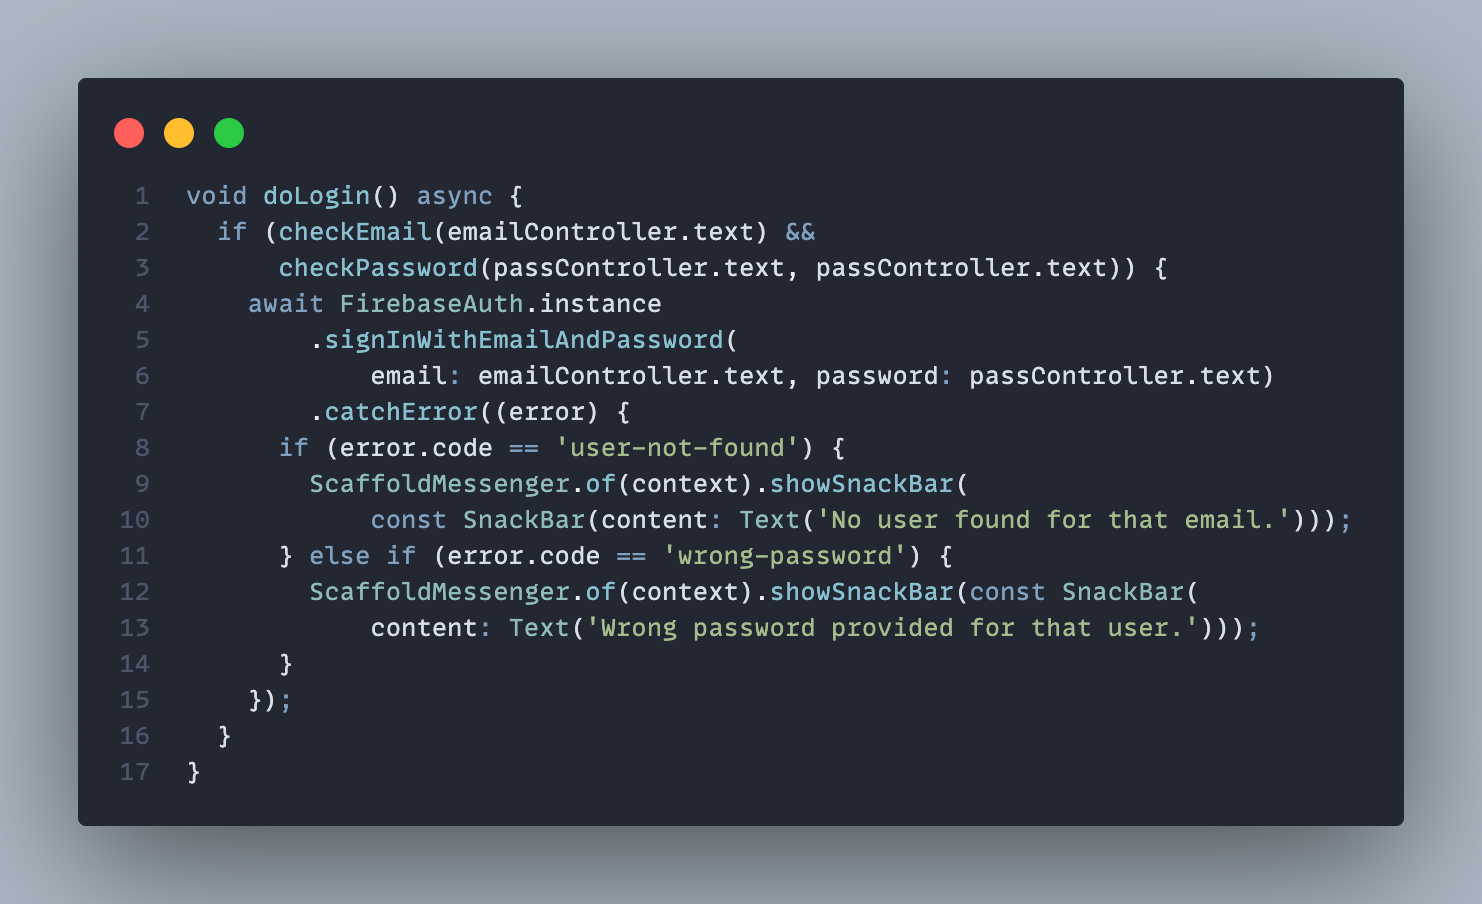 1 void doLogin() async {
2   if (checkEmail(emailController.text) &&
3       checkPassword(passController.text, passController.text)) {
4     await FirebaseAuth.instance
5         .signInWithEmailAndPassword(
6             email: emailController.text, password: passController.text)
7         .catchError((error) {
8       if (error.code == 'user-not-found') {
9         ScaffoldMessenger.of(context).showSnackBar(
10             const SnackBar(content: Text('No user found for that email.')));
11       } else if (error.code == 'wrong-password') {
12         ScaffoldMessenger.of(context).showSnackBar(const SnackBar(
13             content: Text('Wrong password provided for that user.')));
14       }
15     });
16   }
17 }